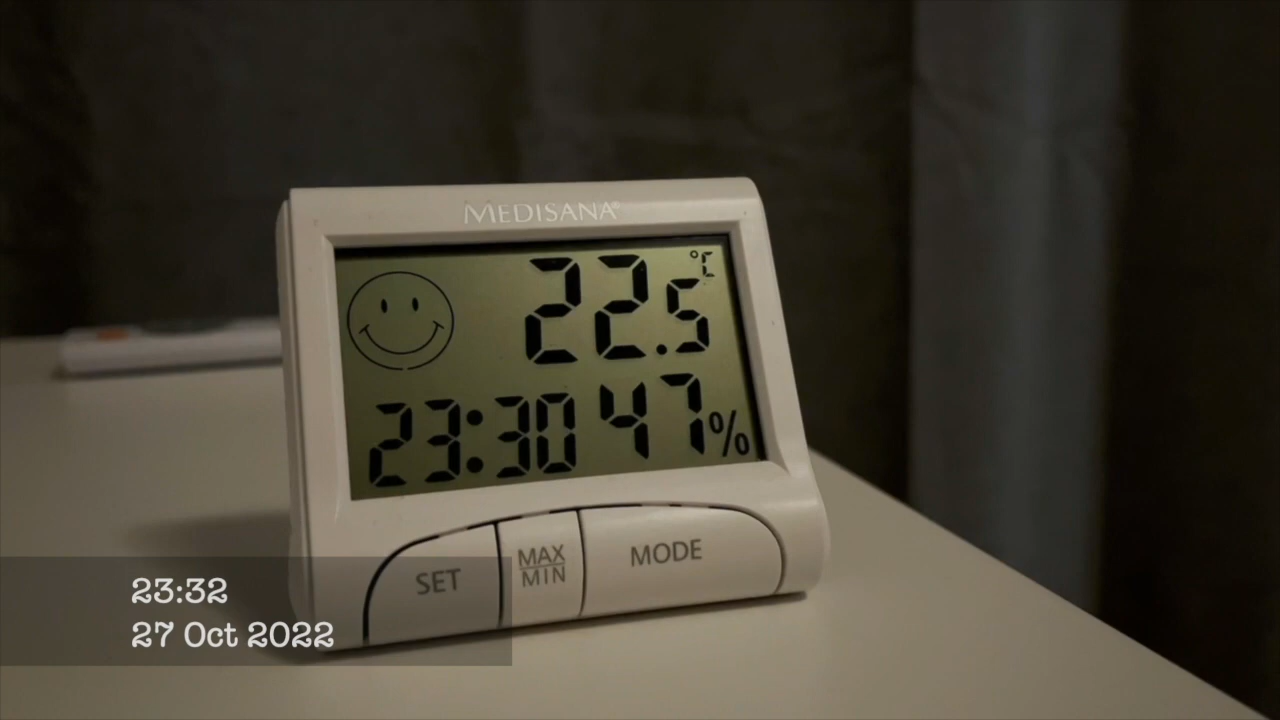 MEDISANA®
22.5 °C
23:30 47%
SET MAX MIN MODE
23:32
27 Oct 2022